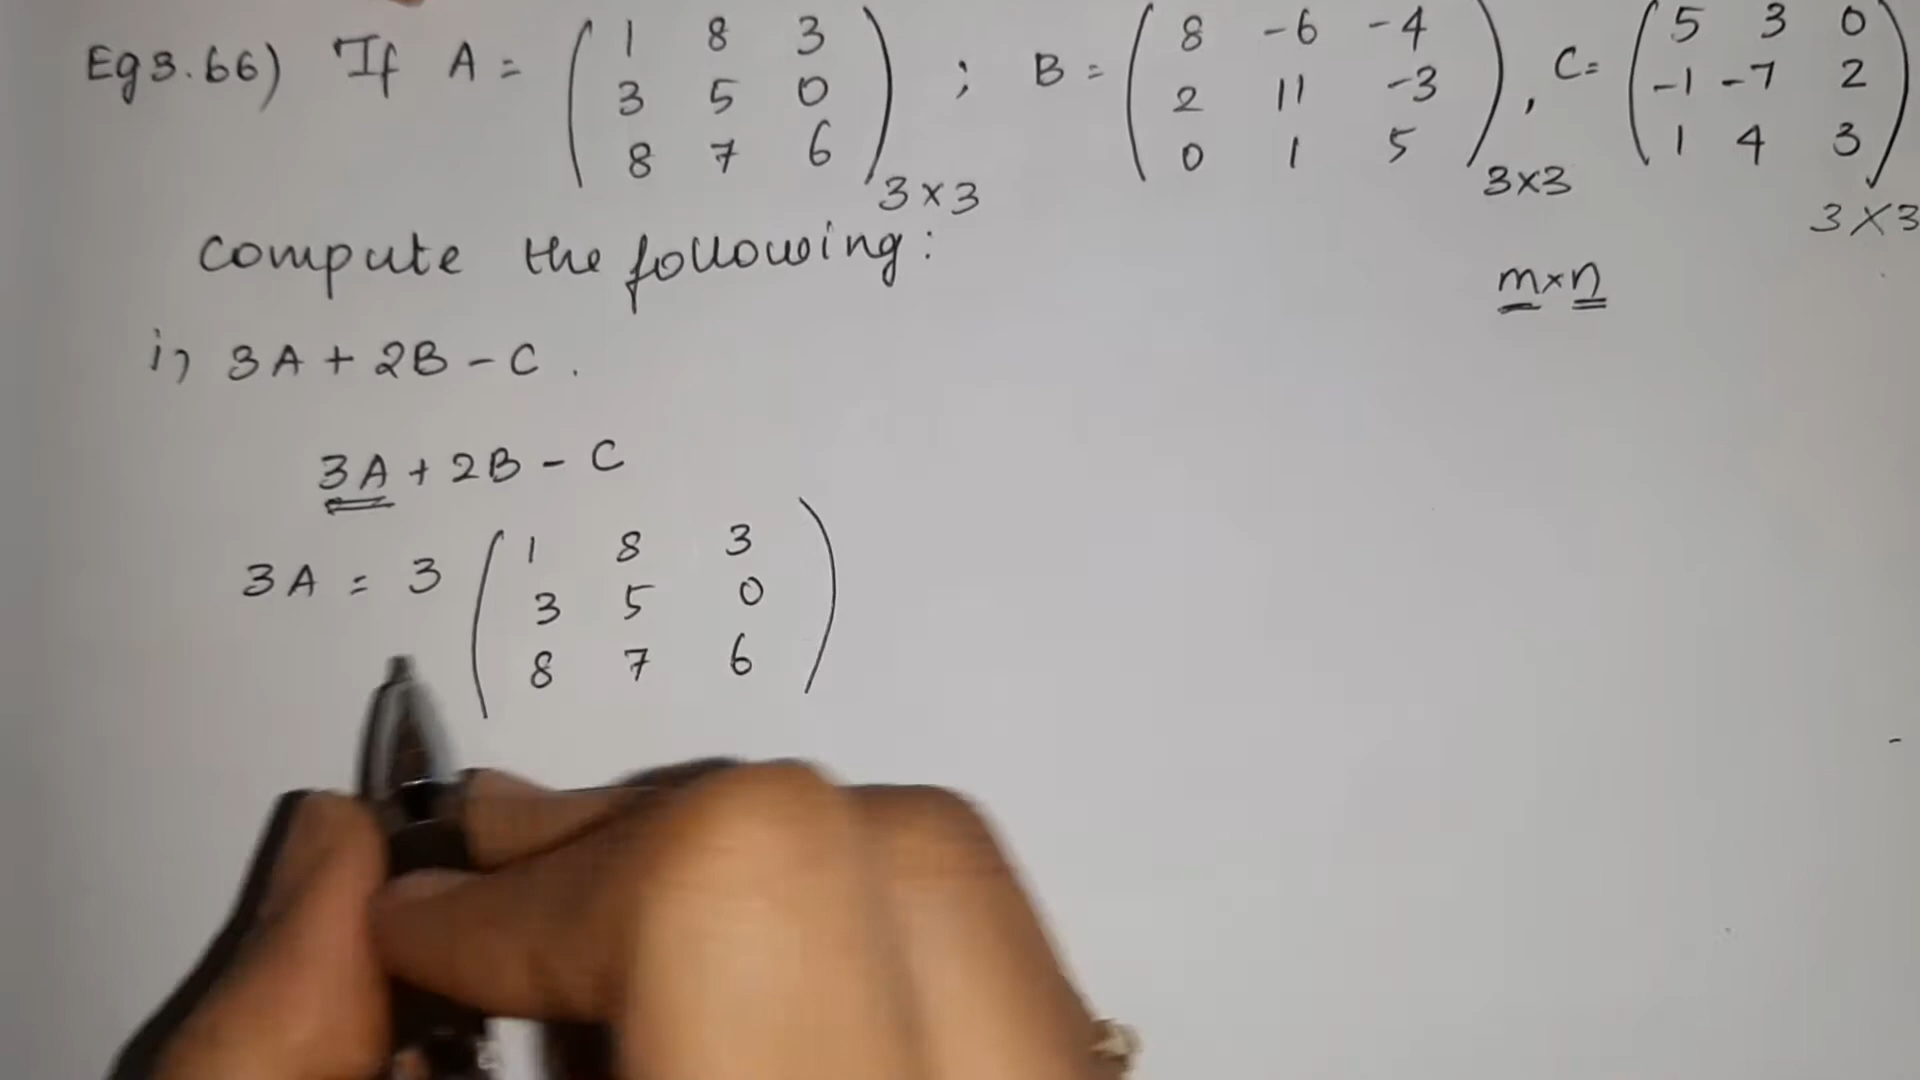 Eg 3.66) If A = ( 1 8 3 ; B = ( 8 -6 -4 , C = ( 5 3 0
3 5 0 2 11 -3 -1 -7 2
8 7 6 ) 3×3 0 1 5 ) 3×3 1 4 3 ) 3×3
Compute the following:
m×n
i) 3A + 2B - C .
3A + 2B - C
3A = 3 ( 1 8 3
3 5 0
8 7 6 )